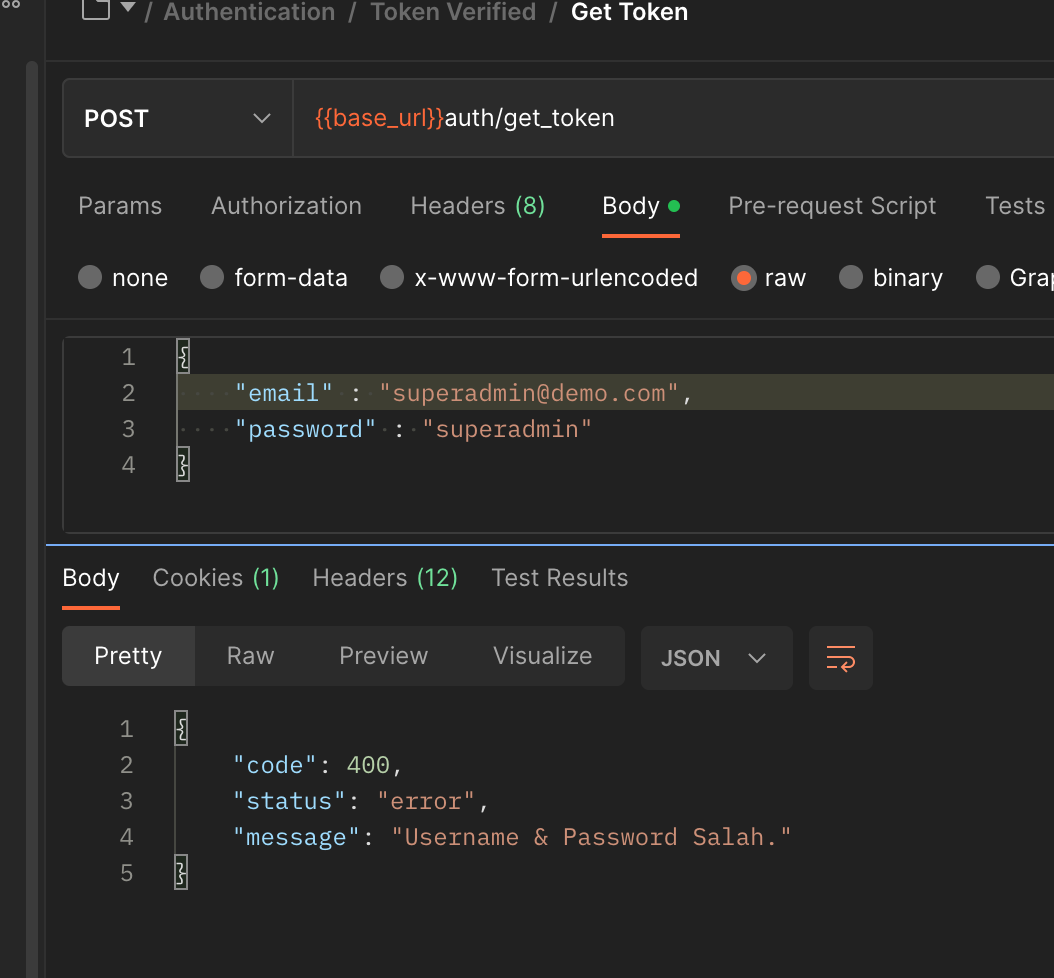 / Authentication / Token Verified / Get Token
POST {{base_url}}auth/get_token
Params Authorization Headers (8) Body Pre-request Script Tests
none form-data x-www-form-urlencoded raw binary
1 {
2 "email" : "superadmin@demo.com",
3 "password" : "superadmin"
4 }
Body Cookies (1) Headers (12) Test Results
Pretty Raw Preview Visualize JSON
1 {
2 "code": 400,
3 "status": "error",
4 "message": "Username & Password Salah."
5 }